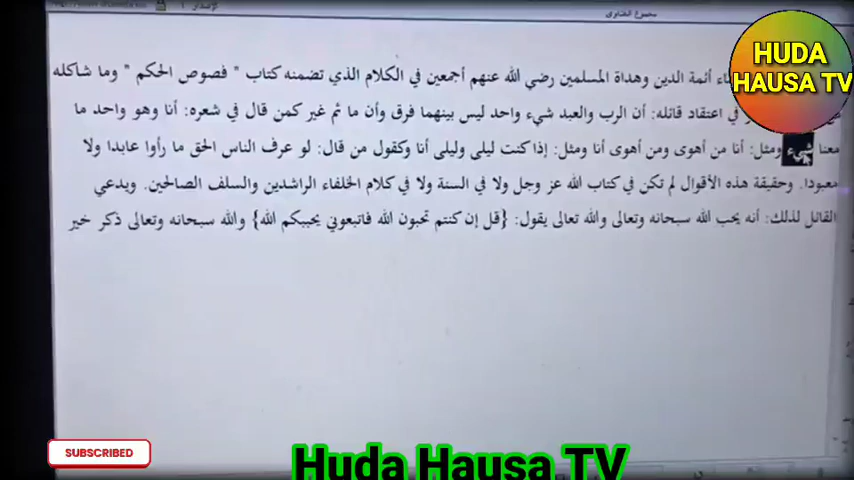 الإصدار 1
مجموع الفتاوى
HUDA
HAUSA TV
أئمة الدين وهداة المسلمين رضي الله عنهم أجمعين في الكلام الذي تضمنه كتاب " فصوص الحكم " وما شاكله
في اعتقاد قائله: أن الرب والعبد شيء واحد ليس بينهما فرق وأن ما ثم غير كمن قال في شعره: أنا وهو واحد ما
معنا شيء ومثل: أنا من أهوى ومن أهوى أنا ومثل: إذا كنت ليلى وليلى أنا وكقول من قال: لو عرف الناس الحق ما رأوا عابدا ولا
معبودا. وحقيقة هذه الأقوال لم تكن في كتاب الله عز وجل ولا في السنة ولا في كلام الخلفاء الراشدين والسلف الصالحين. ويدعي
القائل لذلك: أنه يحب الله سبحانه وتعالى والله تعالى يقول: {قل إن كنتم تحبون الله فاتبعوني يحببكم الله} والله سبحانه وتعالى ذكر خير
SUBSCRIBED
Huda Hausa TV